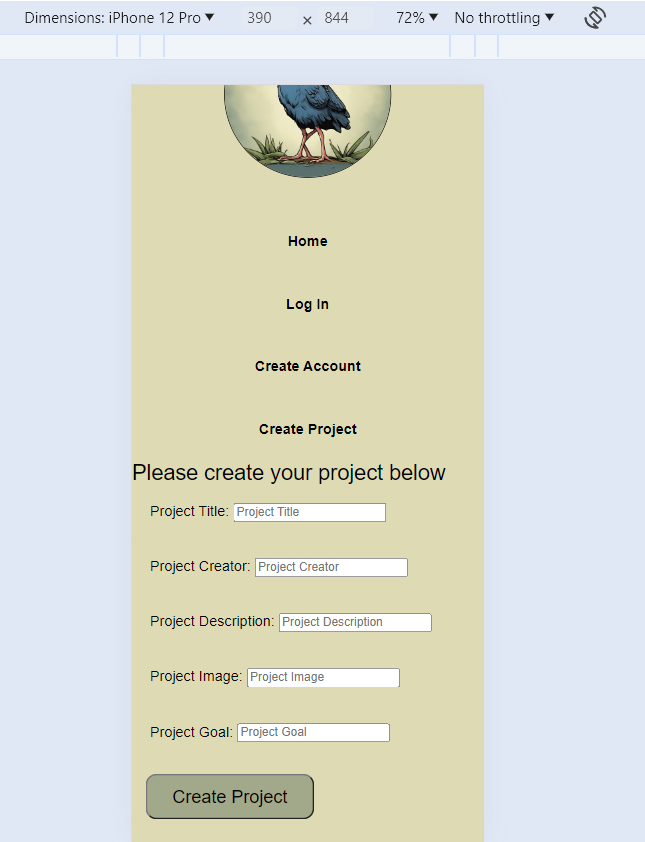 Dimensions: iPhone 12 Pro ▼ 390 × 844 72% ▼ No throttling ▼
Home
Log In
Create Account
Create Project
Please create your project below
Project Title: Project Title
Project Creator: Project Creator
Project Description: Project Description
Project Image: Project Image
Project Goal: Project Goal
Create Project